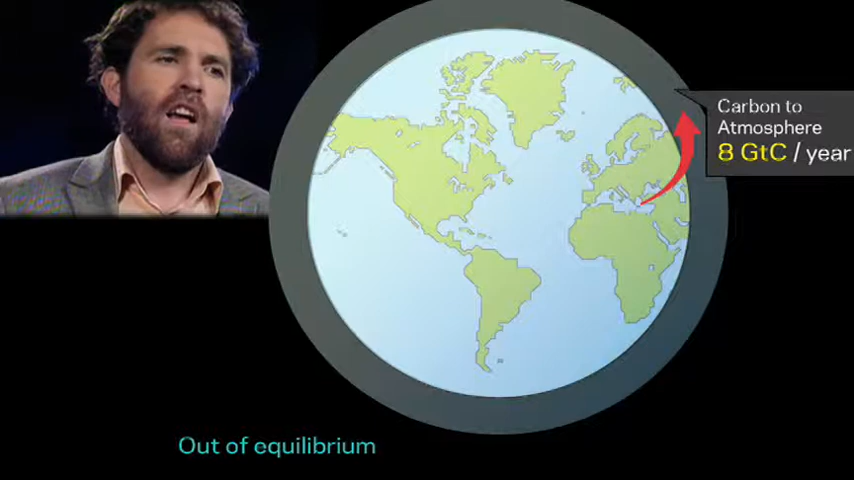 Carbon to
Atmosphere
8 GtC / year
Out of equilibrium